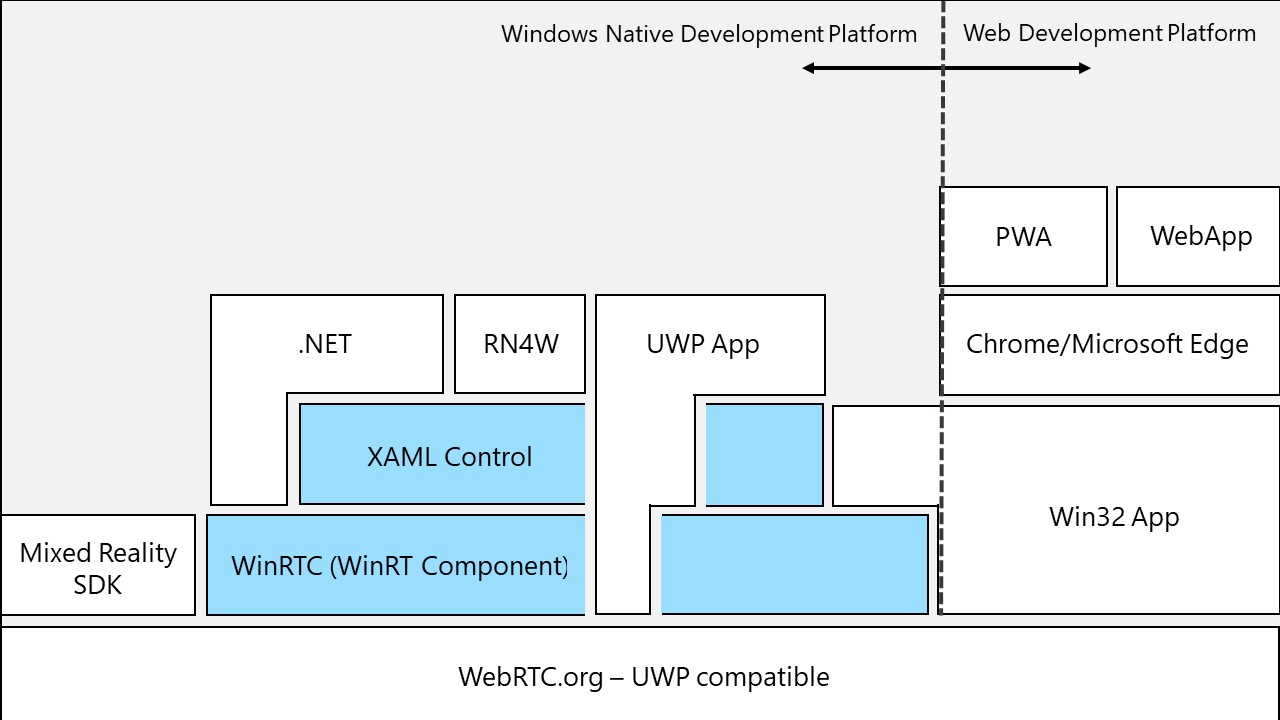 Windows Native Development Platform
Web Development Platform
PWA
WebApp
.NET
RN4W
UWP App
Chrome/Microsoft Edge
XAML Control
Win32 App
Mixed Reality
SDK
WinRTC (WinRT Component)
WebRTC.org – UWP compatible